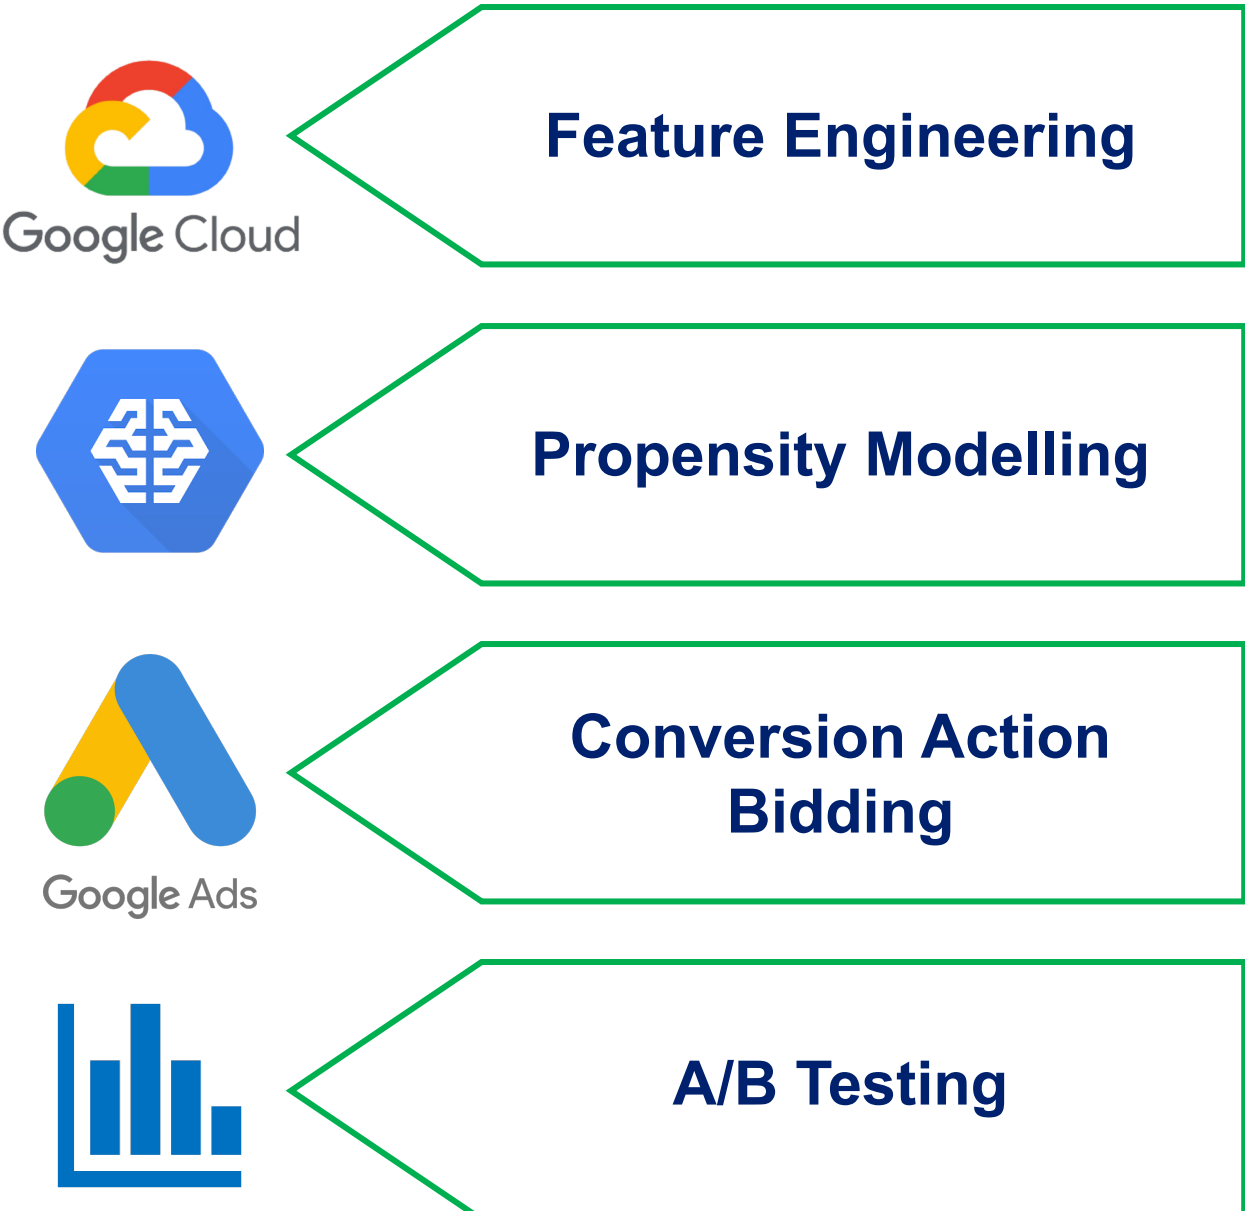 Google Cloud
Feature Engineering
Propensity Modelling
Google Ads
Conversion Action
Bidding
A/B Testing